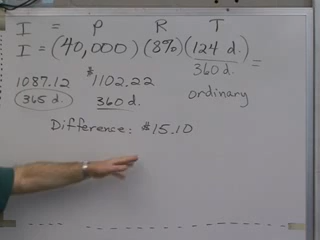 I = P R T
I = (40,000) (8%) (124 d. / 360 d.) =
1087.12 $1102.22
365 d. 360 d. ordinary
Difference: $15.10